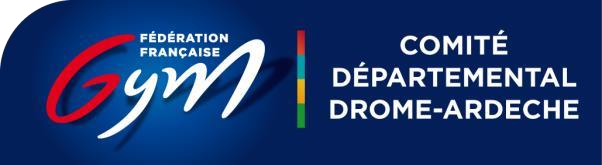 FÉDÉRATION
FRANÇAISE
Gym
COMITÉ
DÉPARTEMENTAL
DROME-ARDECHE